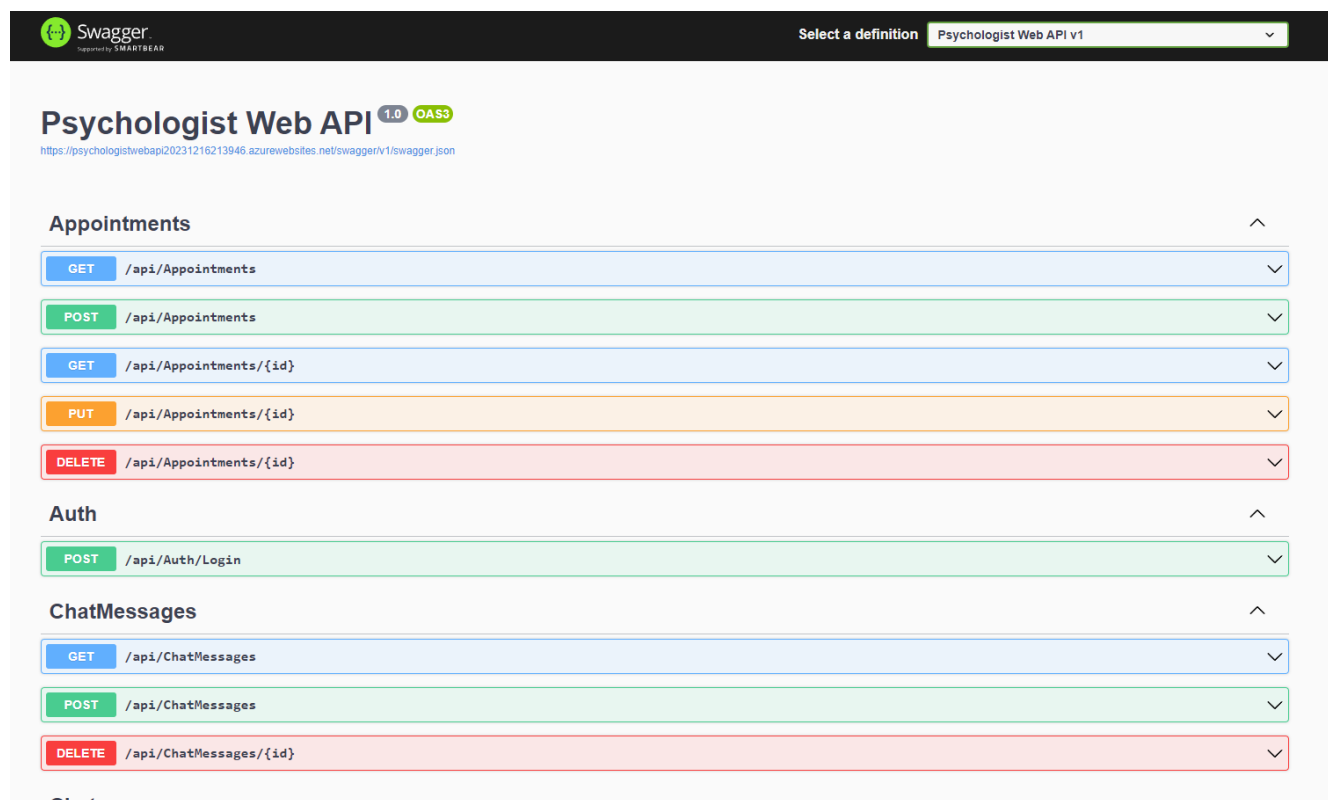 Swagger
Supported by SMARTBEAR
Select a definition
Psychologist Web API v1
Psychologist Web API 1.0 OAS3
https://psychologistwebapi20231216213946.azurewebsites.net/swagger/v1/swagger.json
Appointments
GET /api/Appointments
POST /api/Appointments
GET /api/Appointments/{id}
PUT /api/Appointments/{id}
DELETE /api/Appointments/{id}
Auth
POST /api/Auth/Login
ChatMessages
GET /api/ChatMessages
POST /api/ChatMessages
DELETE /api/ChatMessages/{id}